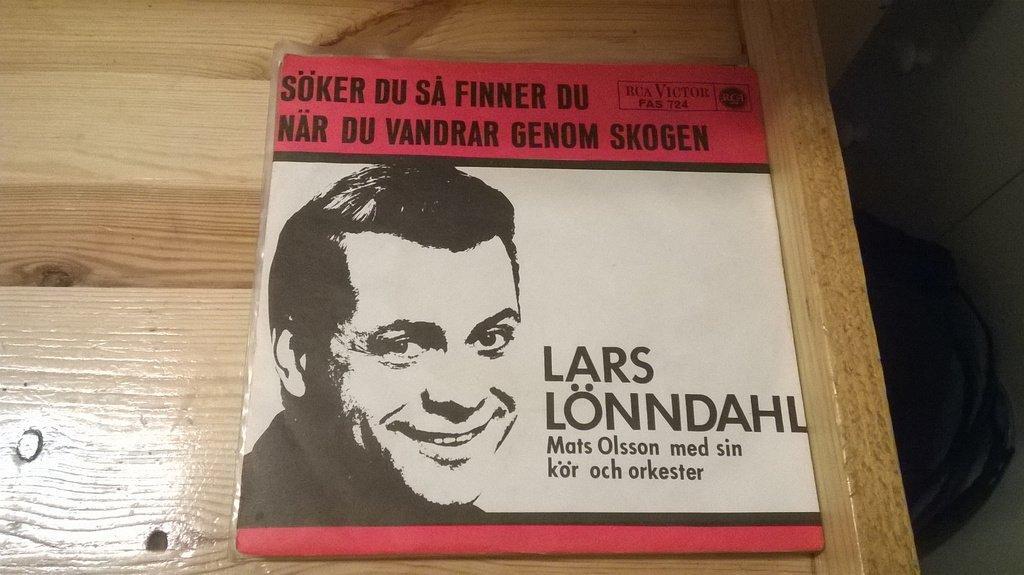 SÖKER DU SÅ FINNER DU
RCA VICTOR
FAS 724
RCA
NÄR DU VANDRAR GENOM SKOGEN
LARS
LÖNNDAHL
Mats Olsson med sin
kör och orkester